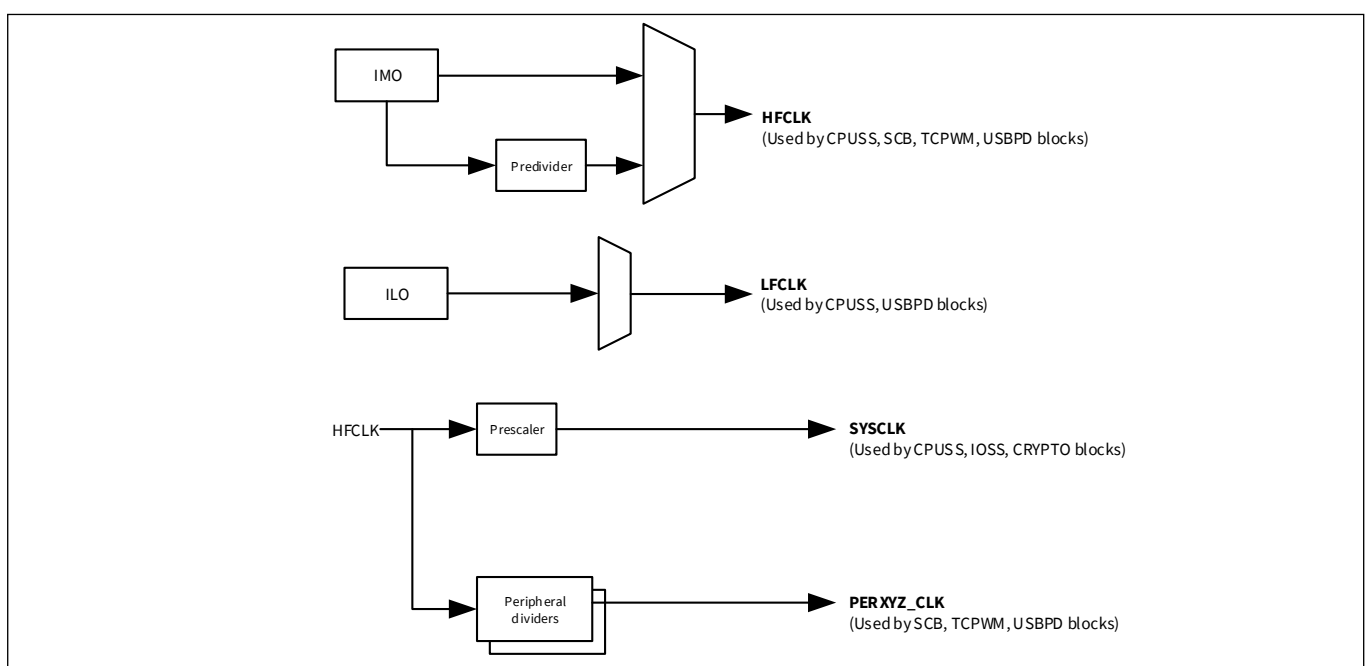 IMO
HFCLK
(Used by CPUSS, SCB, TCPWM, USBPD blocks)
Predivider
ILO
LFCLK
(Used by CPUSS, USBPD blocks)
HFCLK
Prescaler
SYSCLK
(Used by CPUSS, IOSS, CRYPTO blocks)
Peripheral
dividers
PERXYZ_CLK
(Used by SCB, TCPWM, USBPD blocks)